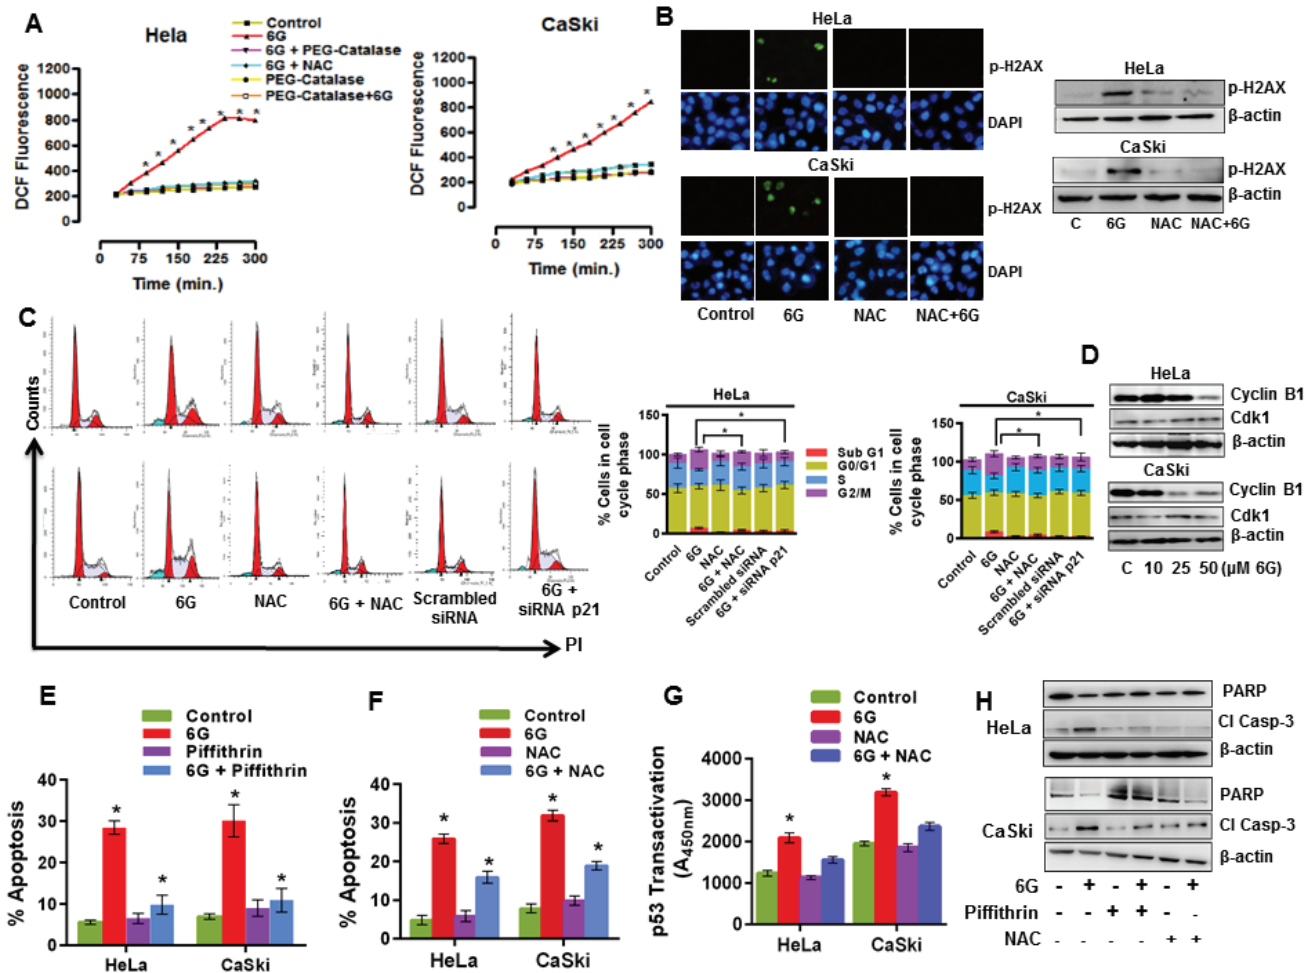 A
Hela
CaSki
Control
6G
6G + PEG-Catalase
6G + NAC
PEG-Catalase
PEG-Catalase+6G
DCF Fluorescence
1200
1000
800
600
400
200
0
* * * * * * * *
0 75 150 225 300
Time (min.)
DCF Fluorescence
1200
1000
800
600
400
200
0
* * * * * * * *
0 75 150 225 300
Time (min.)
B
HeLa
p-H2AX
DAPI
CaSki
p-H2AX
DAPI
Control 6G NAC NAC+6G
HeLa
p-H2AX
β-actin
CaSki
p-H2AX
β-actin
C 6G NAC NAC+6G
C
Counts
Control
6G
NAC
6G + NAC
Scrambled
siRNA
6G +
siRNA p21
PI
HeLa
% Cells in cell
cycle phase
150
100
50
0
*
*
Control
6G
NAC
6G + NAC
Scrambled siRNA
6G + siRNA p21
Sub G1
G0/G1
S
G2/M
CaSki
% Cells in cell
cycle phase
150
100
50
0
*
*
Control
6G
NAC
6G + NAC
Scrambled siRNA
6G + siRNA p21
D
HeLa
Cyclin B1
Cdk1
β-actin
CaSki
Cyclin B1
Cdk1
β-actin
C 10 25 50 (μM 6G)
E
Control
6G
Piffithrin
6G + Piffithrin
% Apoptosis
40
30
20
10
0
* * * *
HeLa CaSki
F
Control
6G
NAC
6G + NAC
% Apoptosis
40
30
20
10
0
* * * *
HeLa CaSki
G
Control
6G
NAC
6G + NAC
p53 Transactivation
(A450nm)
4000
3000
2000
1000
0
* *
HeLa CaSki
H
HeLa
PARP
Cl Casp-3
β-actin
CaSki
PARP
Cl Casp-3
β-actin
6G - + - + - +
Piffithrin - - + + - -
NAC - - - - + +